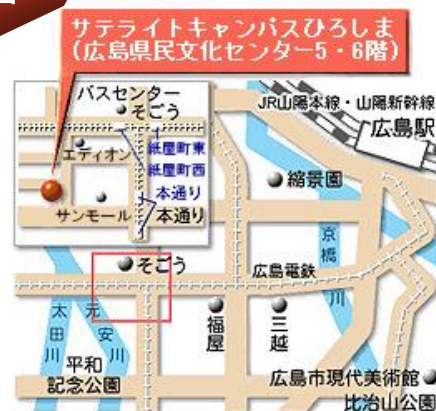 サテライトキャンパスひろしま
(広島県民文化センター5・6階)
バスセンター
そごう
エディオン
紙屋町東
紙屋町西
本通り
サンモール
本通り
JR山陽本線・山陽新幹線
広島駅
縮景園
京橋川
そごう
広島電鉄
太田川
元安川
平和
記念公園
福屋
三越
広島市現代美術館
比治山公園